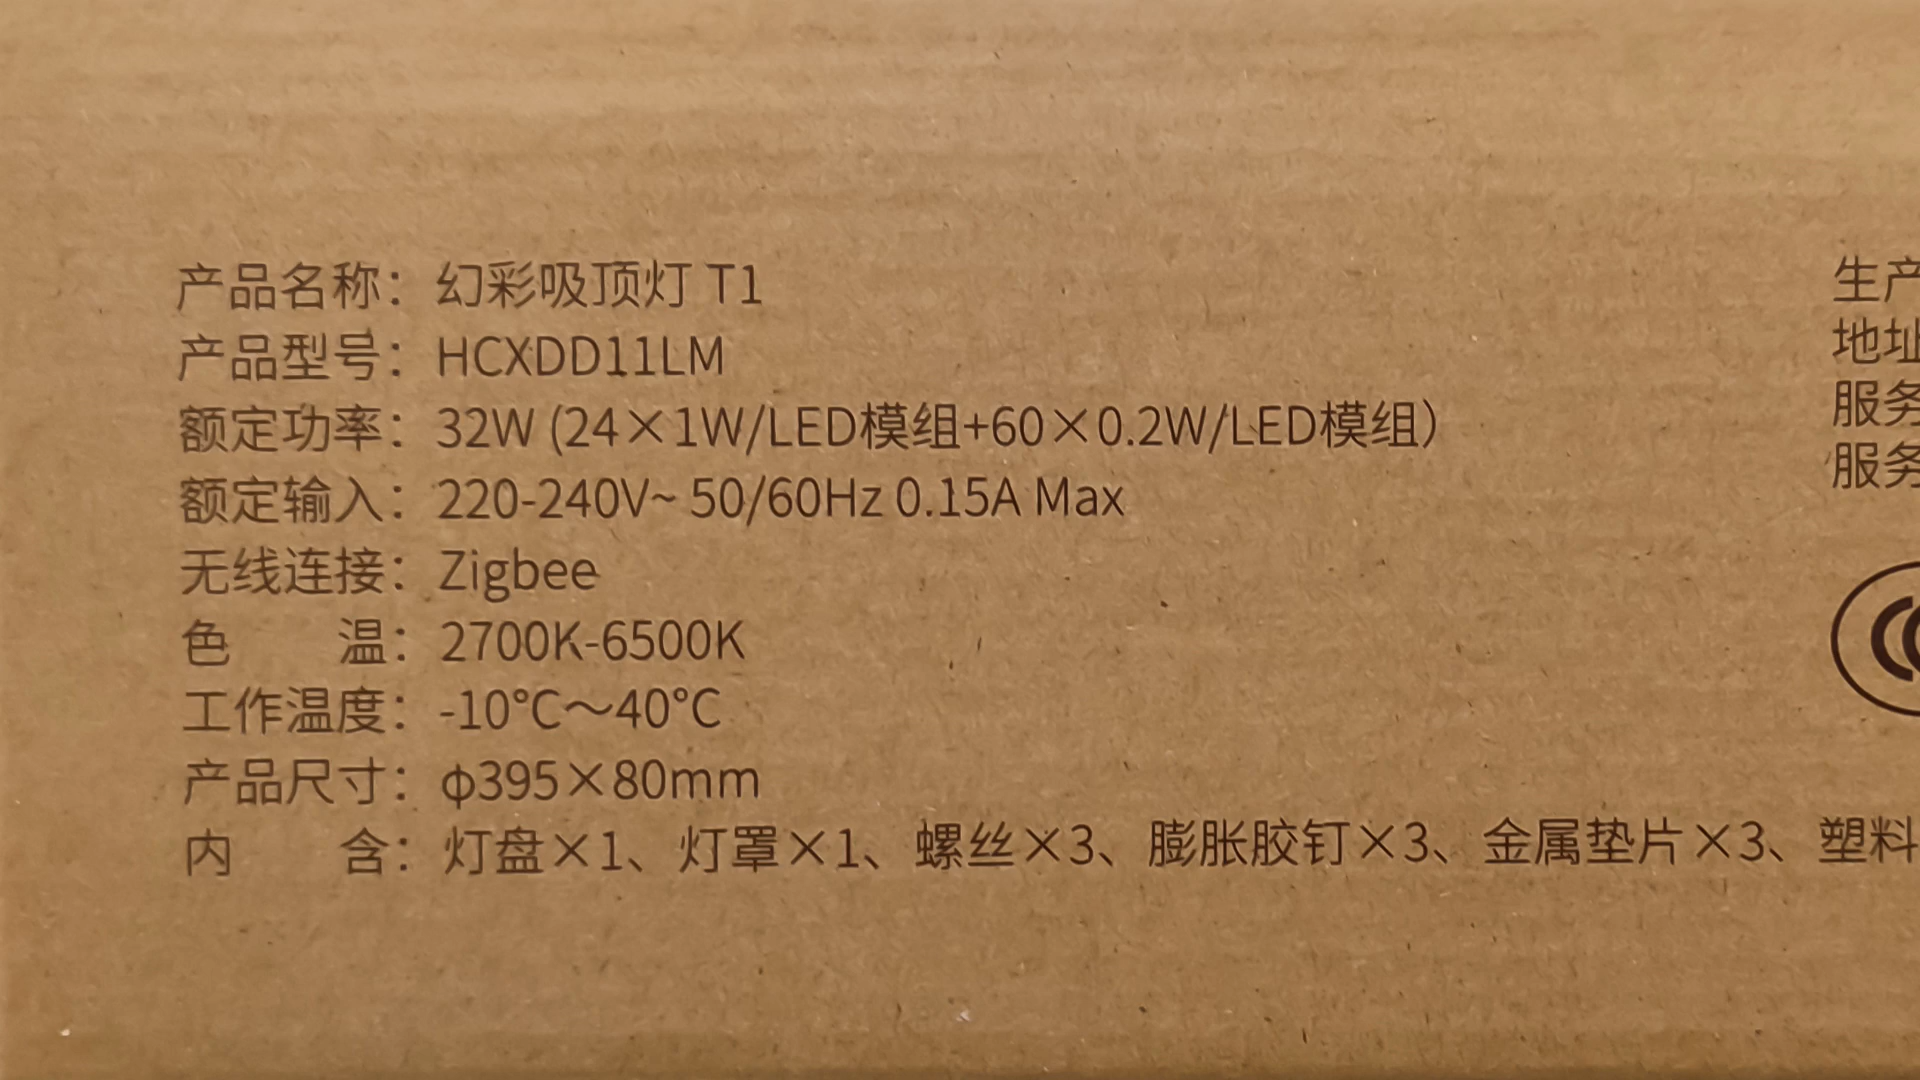 产品名称：幻彩吸顶灯 T1
产品型号：HCXDD11LM
额定功率：32W (24×1W/LED模组+60×0.2W/LED模组）
额定输入：220-240V~ 50/60Hz 0.15A Max
无线连接：Zigbee
色　　温：2700K-6500K
工作温度：-10℃～40℃
产品尺寸：φ395×80mm
内　　含：灯盘×1、灯罩×1、螺丝×3、膨胀胶钉×3、金属垫片×3、塑料
生产
地址
服务
服务